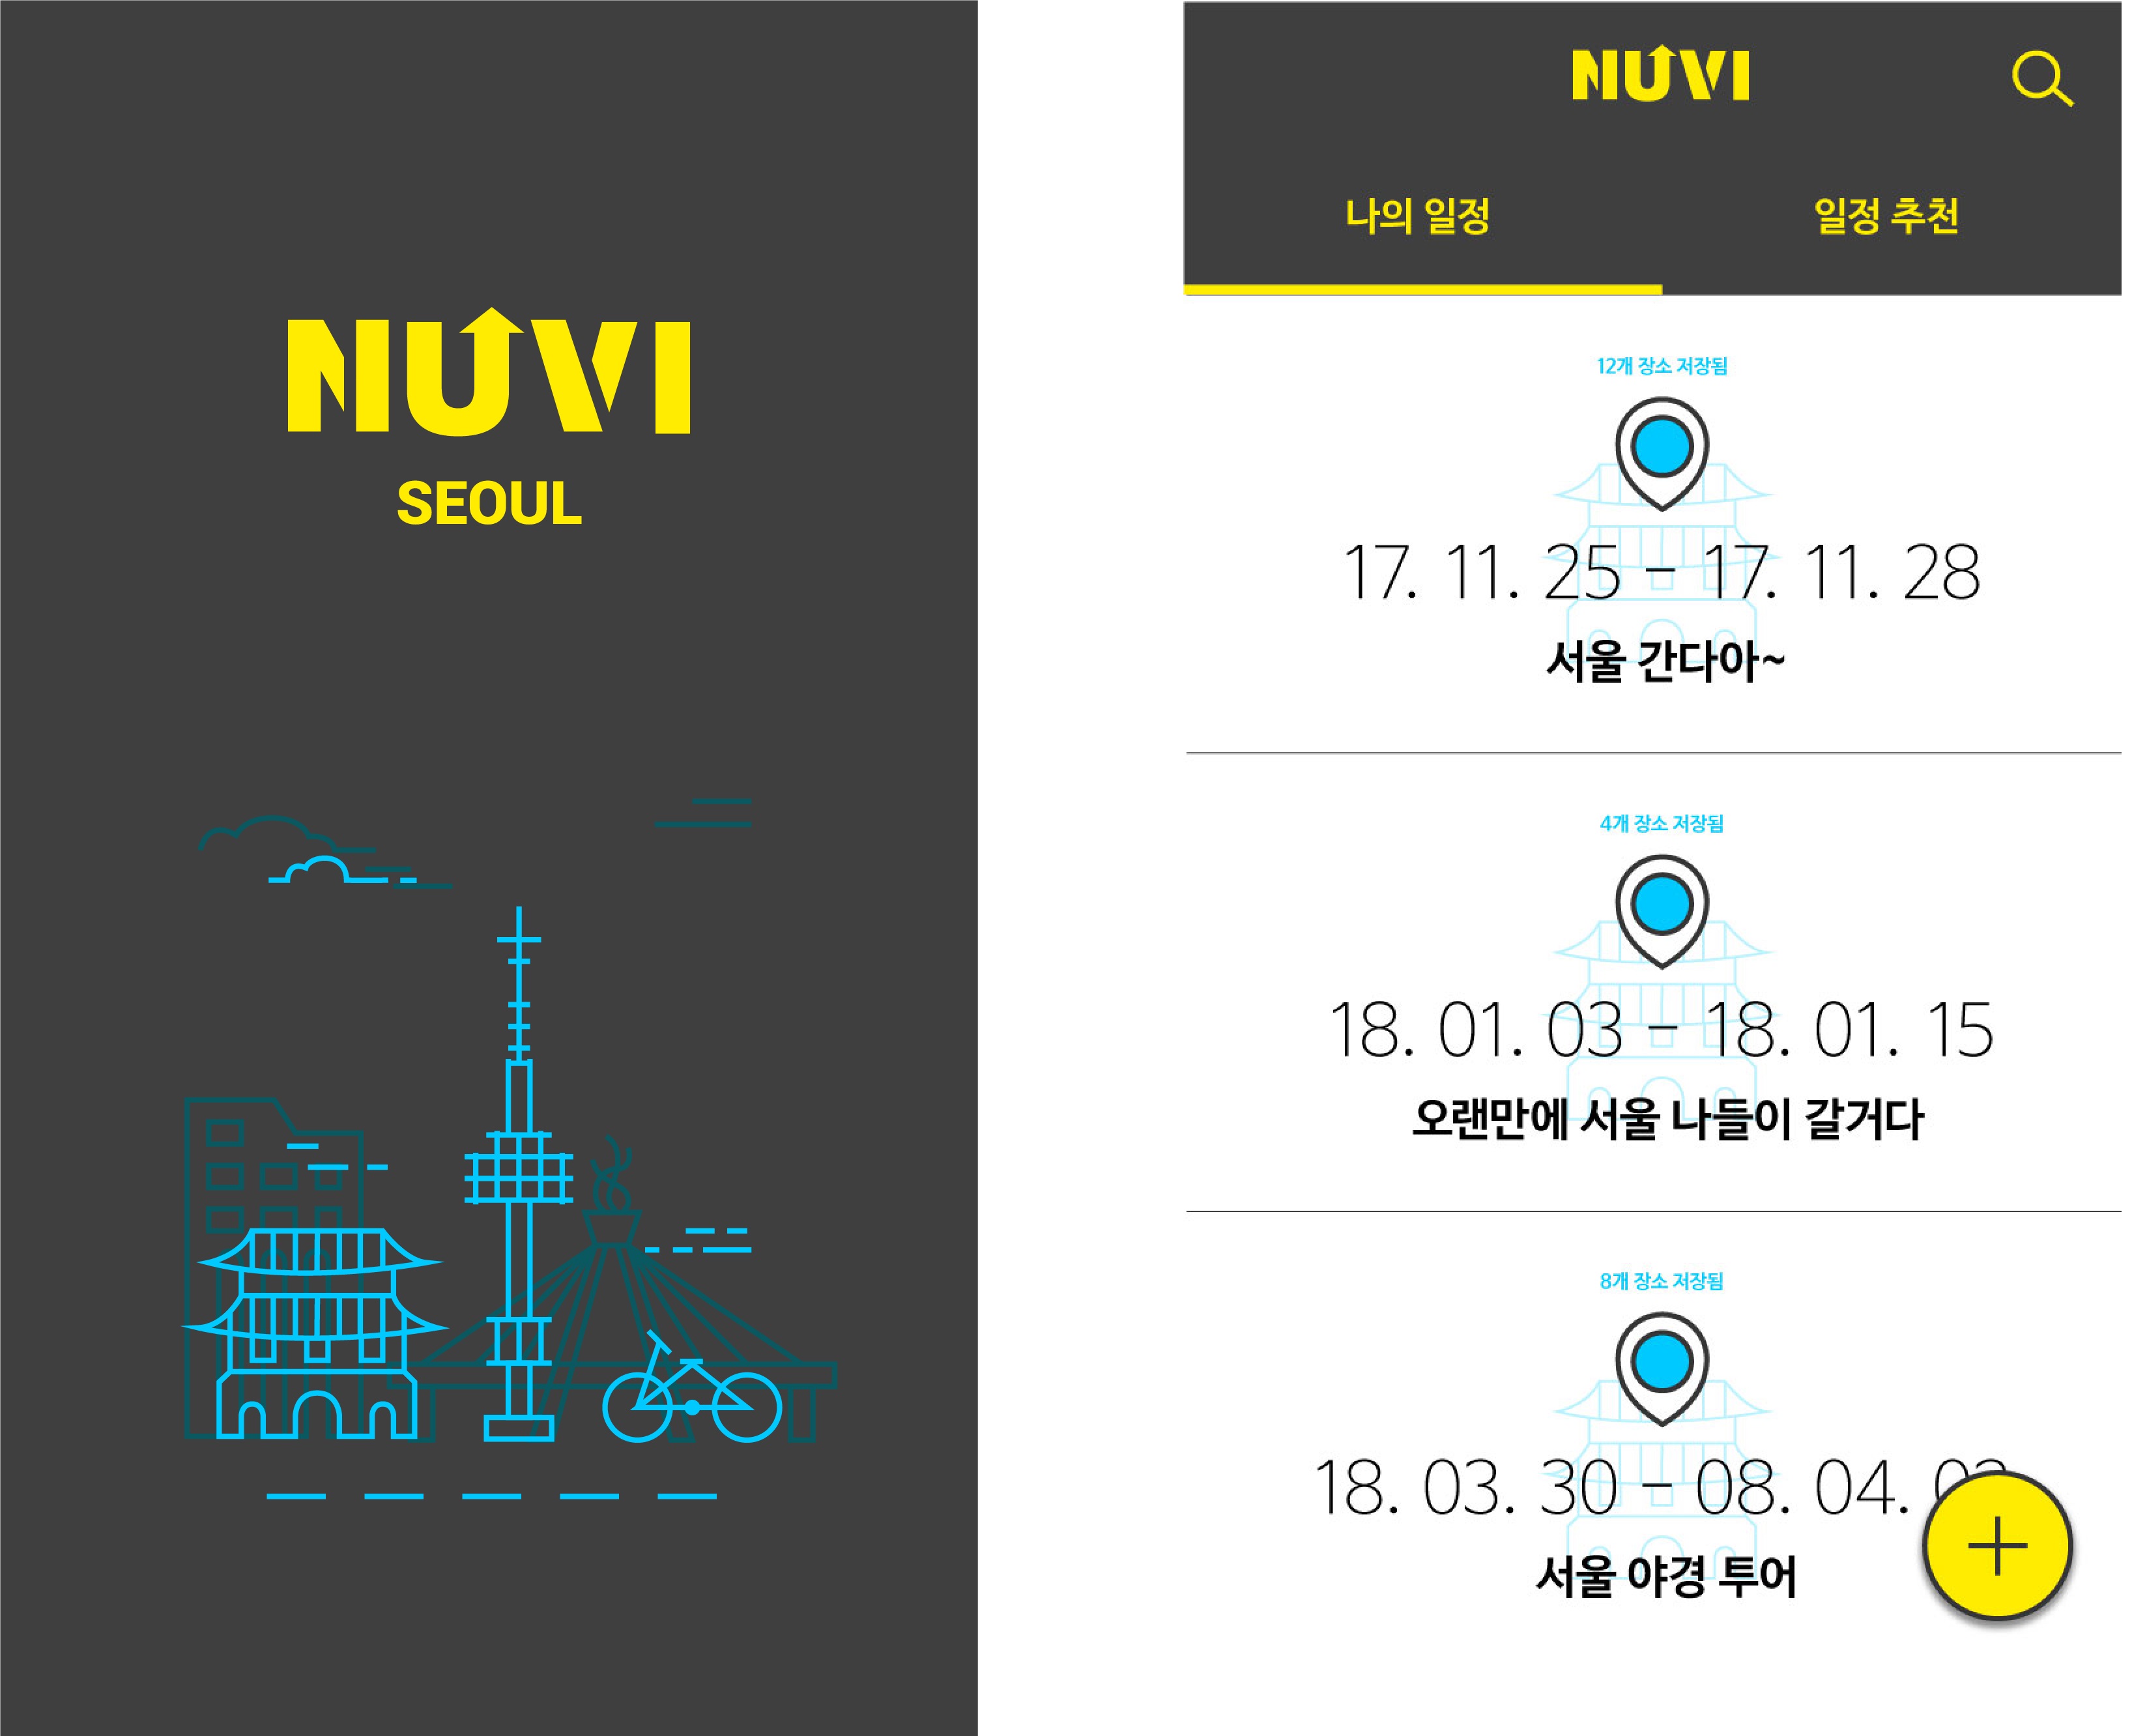 NUVI
SEOUL
NUVI
나의 일정
일정 추천
12개 장소 저장됨
17. 11. 25 – 17. 11. 28
서울 간다아~
4개 장소 저장됨
18. 01. 03 – 18. 01. 15
오랜만에 서울 나들이 갈거다
8개 장소 저장됨
18. 03. 30 – 08. 04.
서울 야경 투어